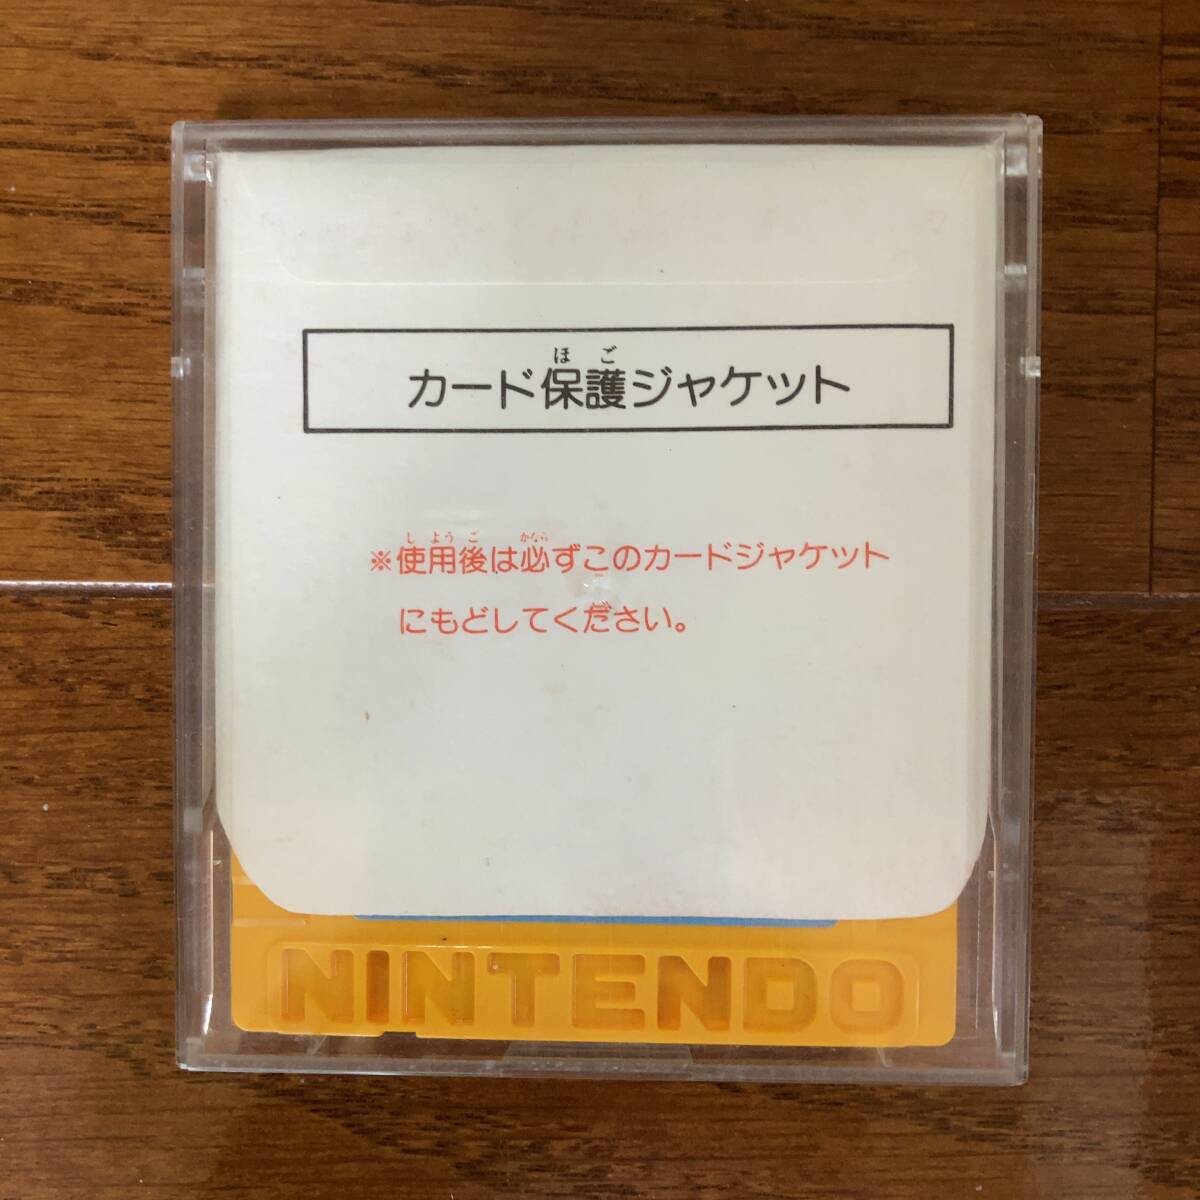 ほご
カード保護ジャケット
しようご かなら
※使用後は必ずこのカードジャケット
にもどしてください。
NINTENDO